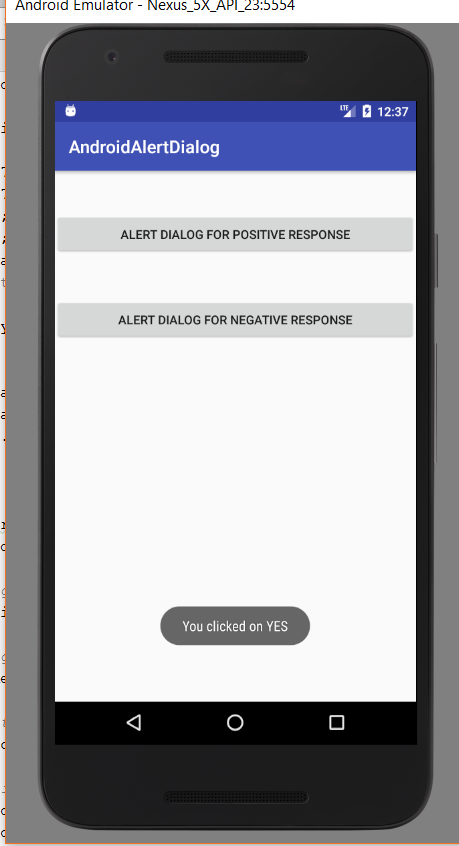 Android Emulator - Nexus_5X_API_23:5554
LTE 12:37
AndroidAlertDialog
ALERT DIALOG FOR POSITIVE RESPONSE
ALERT DIALOG FOR NEGATIVE RESPONSE
You clicked on YES